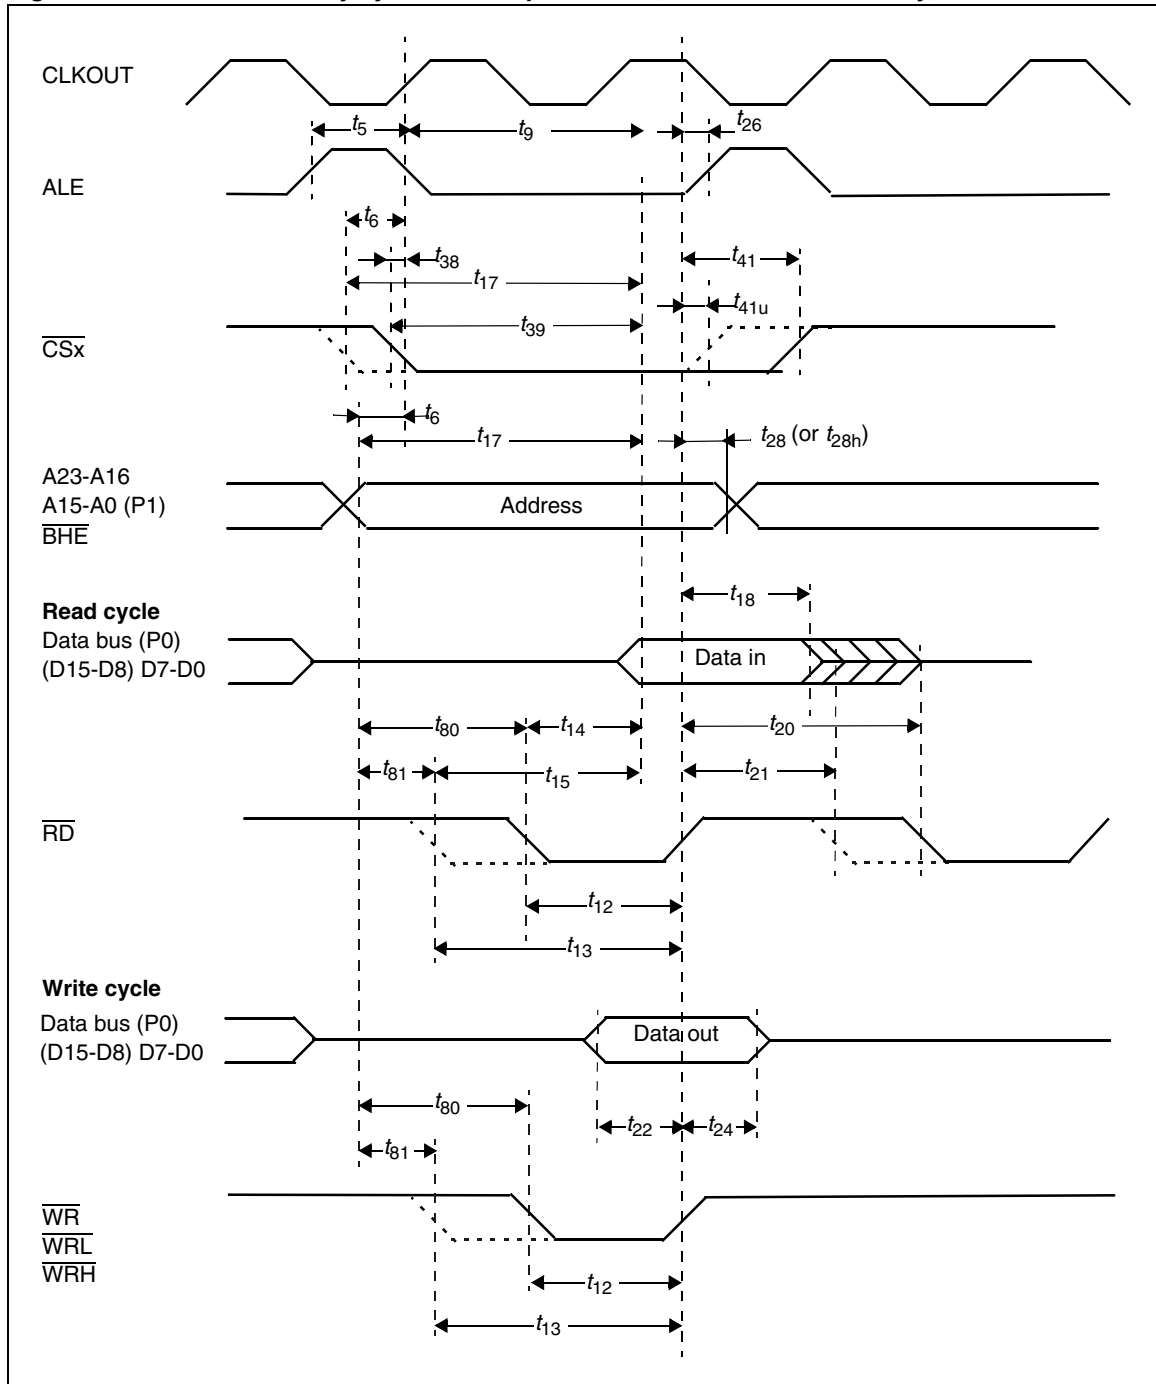 CLKOUT
t5
t9
t26
ALE
t6
t38
t17
t41
t41u
t39
CSx
t6
t17
t28 (or t28h)
A23-A16
A15-A0 (P1)
Address
BHE
t18
Read cycle
Data bus (P0)
(D15-D8) D7-D0
Data in
t80
t14
t20
t81
t15
t21
RD
t12
t13
Write cycle
Data bus (P0)
(D15-D8) D7-D0
Data out
t80
t22
t24
t81
WR
WRL
WRH
t12
t13